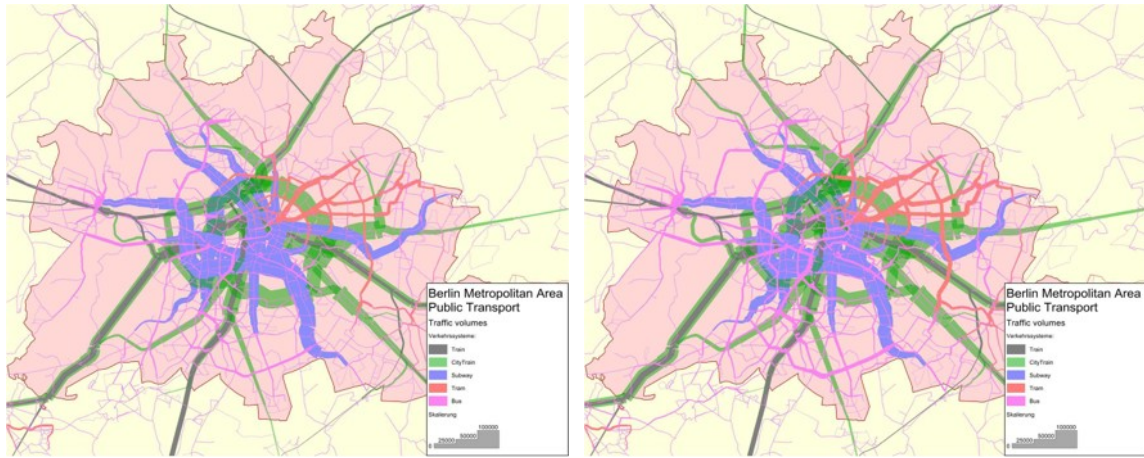 Berlin Metropolitan Area
Public Transport
Traffic volumes
Verkehrssysteme:
Train
CityTrain
Subway
Tram
Bus
Skalierung
0 25000 50000 100000
Berlin Metropolitan Area
Public Transport
Traffic volumes
Verkehrssysteme:
Train
CityTrain
Subway
Tram
Bus
Skalierung
0 25000 50000 100000